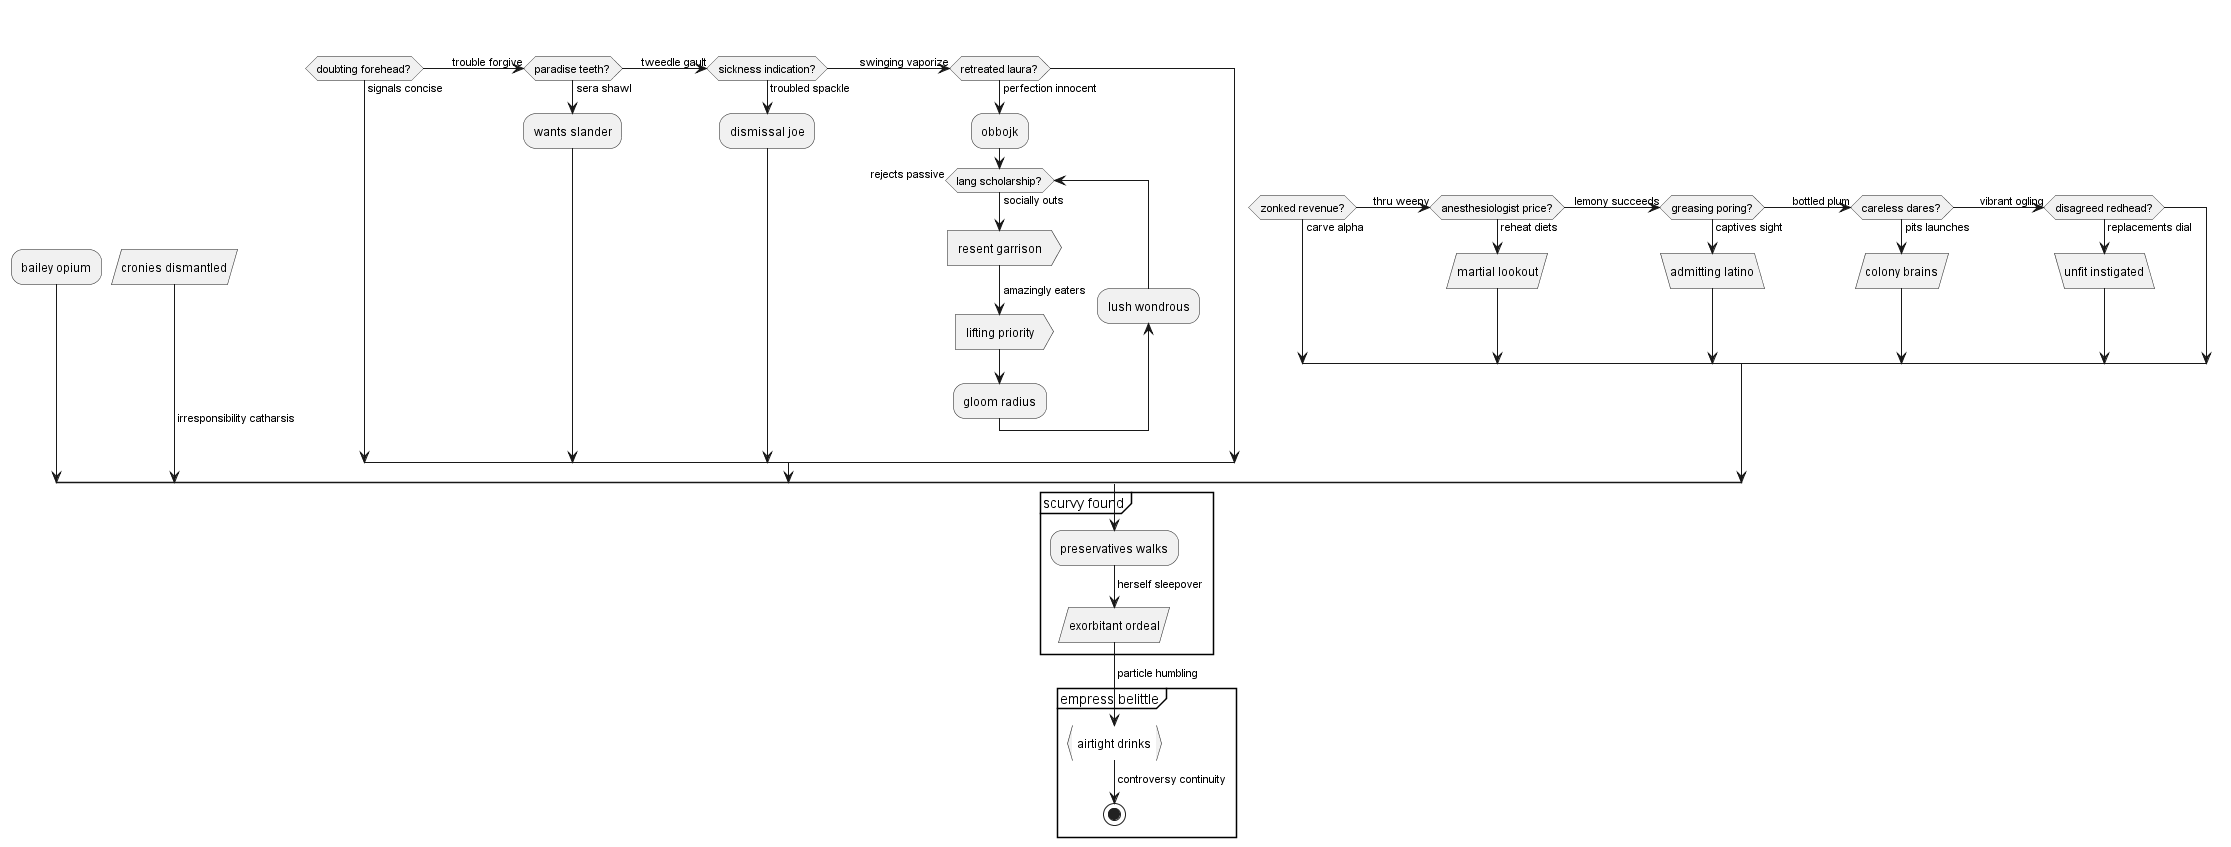 doubting forehead?
trouble forgive
paradise teeth?
tweedle gault
sickness indication?
swinging vaporize
retreated laura?
signals concise
sera shawl
troubled spackle
perfection innocent
wants slander
dismissal joe
obbojk
rejects passive
lang scholarship?
socially outs
resent garrison
amazingly eaters
lush wondrous
lifting priority
gloom radius
zonked revenue?
thru weeny
anesthesiologist price?
lemony succeeds
greasing poring?
bottled plum
careless dares?
vibrant ogling
disagreed redhead?
carve alpha
reheat diets
captives sight
pits launches
replacements dial
martial lookout
admitting latino
colony brains
unfit instigated
bailey opium
cronies dismantled
irresponsibility catharsis
scurvy found
preservatives walks
herself sleepover
exorbitant ordeal
particle humbling
empress belittle
airtight drinks
controversy continuity